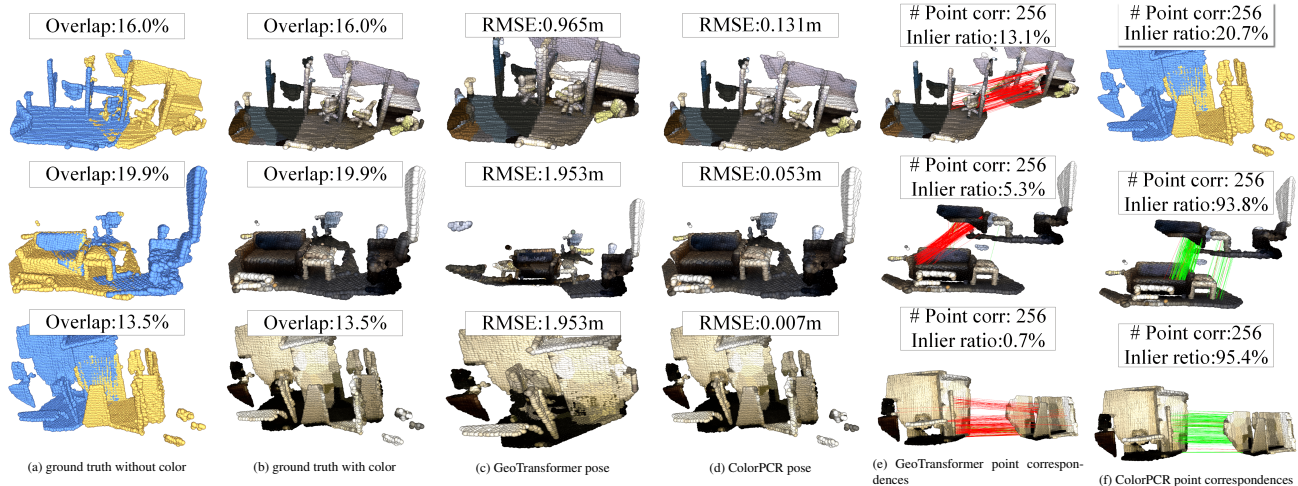 Overlap:16.0%
Overlap:16.0%
RMSE:0.965m
RMSE:0.131m
# Point corr: 256
Inlier ratio:13.1%
# Point corr:256
Inlier ratio:20.7%
Overlap:19.9%
Overlap:19.9%
RMSE:1.953m
RMSE:0.053m
# Point corr: 256
Inlier ratio:5.3%
# Point corr: 256
Inlier ratio:93.8%
Overlap:13.5%
Overlap:13.5%
RMSE:1.953m
RMSE:0.007m
# Point corr: 256
Inlier ratio:0.7%
# Point corr:256
Inlier retio:95.4%
(a) ground truth without color
(b) ground truth with color
(c) GeoTransformer pose
(d) ColorPCR pose
(e) GeoTransformer point correspon-
dences
(f) ColorPCR point correspondences